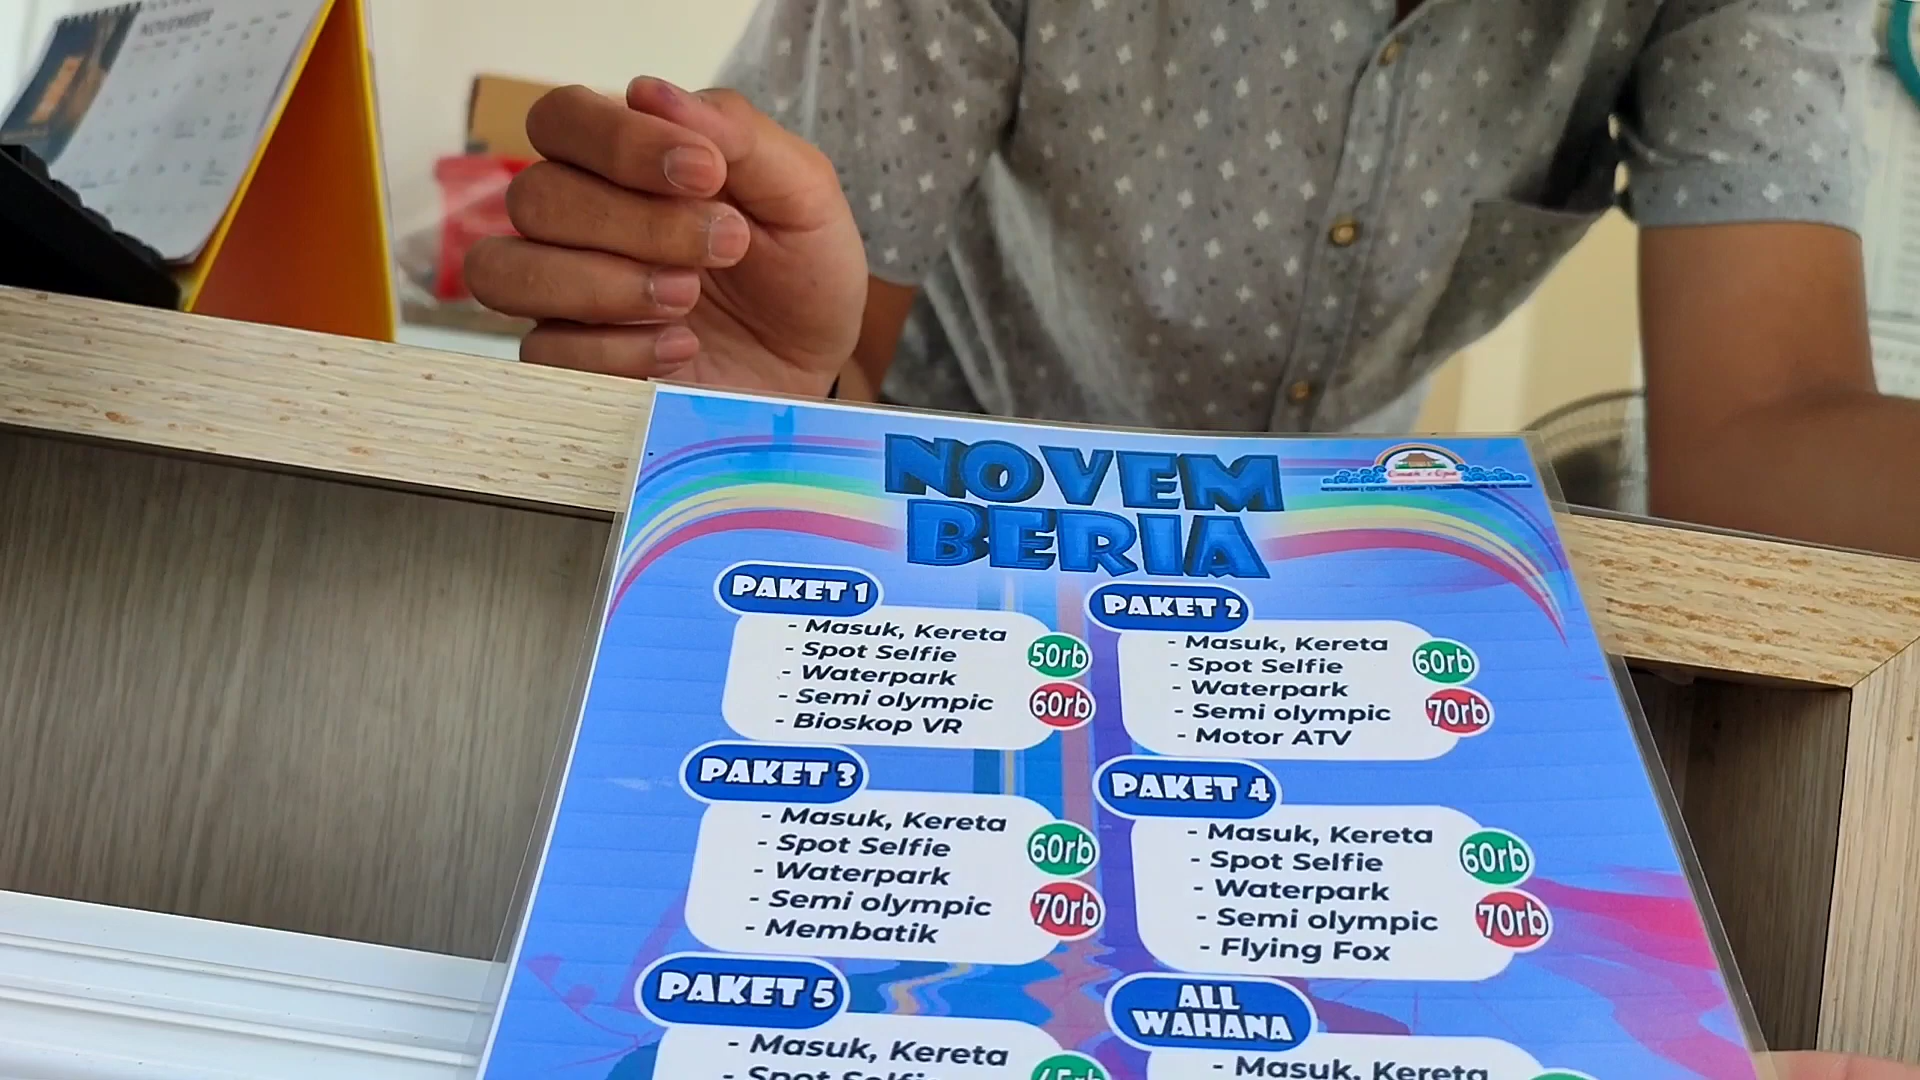 NOVEMBER
NOVEM
BERIA
PAKET 1
- Masuk, Kereta
- Spot Selfie
- Waterpark
- Semi olympic
- Bioskop VR
50rb
60rb
PAKET 2
- Masuk, Kereta
- Spot Selfie
- Waterpark
- Semi olympic
- Motor ATV
60rb
70rb
PAKET 3
- Masuk, Kereta
- Spot Selfie
- Waterpark
- Semi olympic
- Membatik
60rb
70rb
PAKET 4
- Masuk, Kereta
- Spot Selfie
- Waterpark
- Semi olympic
- Flying Fox
60rb
70rb
PAKET 5
- Masuk, Kereta
- Spot Selfie
ALL
WAHANA
- Masuk, Kereta